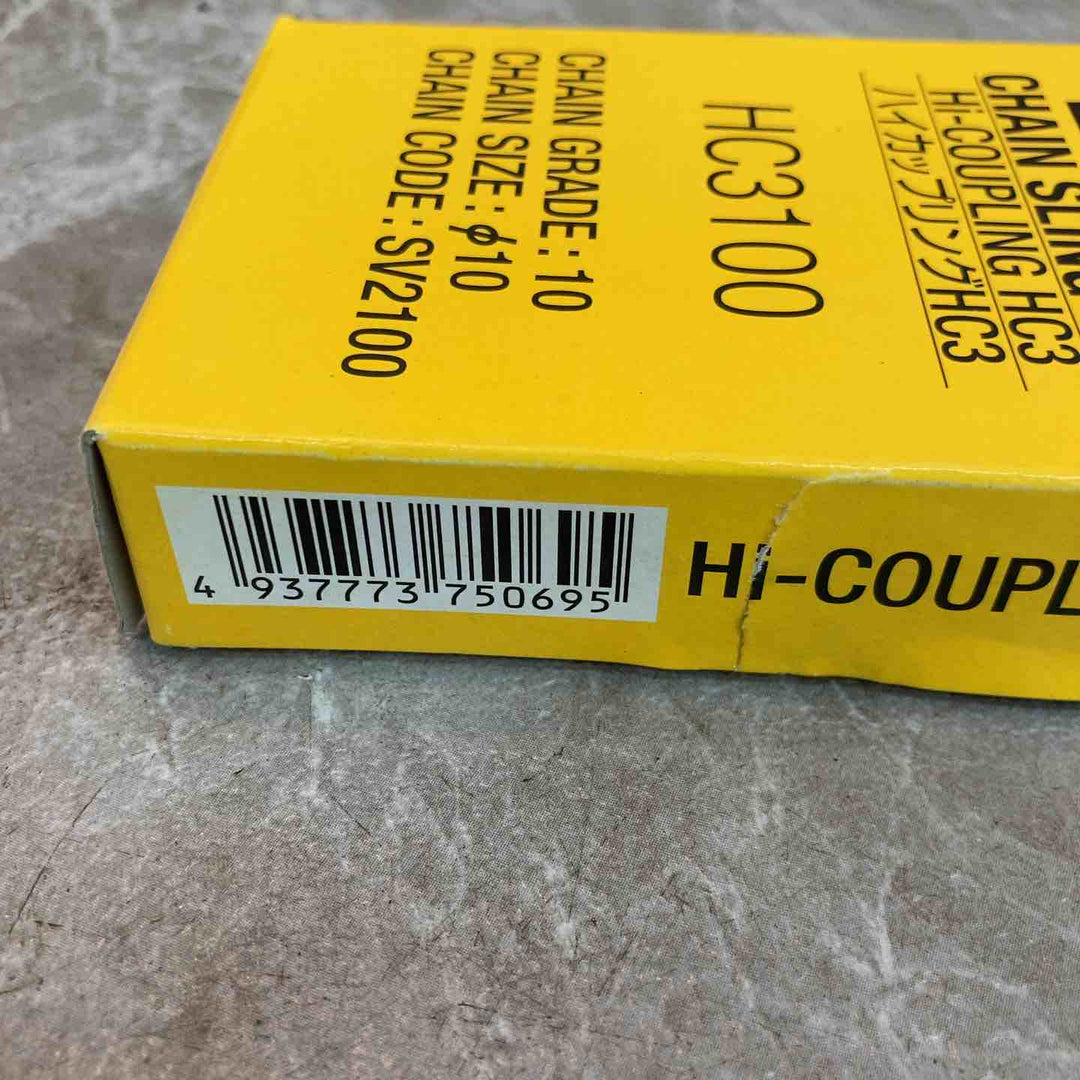 CHAIN SLING
HI-COUPLING HC3
ハイカップリングHC3
HC3100
CHAIN GRADE: 10
CHAIN SIZE: φ10
CHAIN CODE: SV2100
4 937773 750695
Hi-COUPL